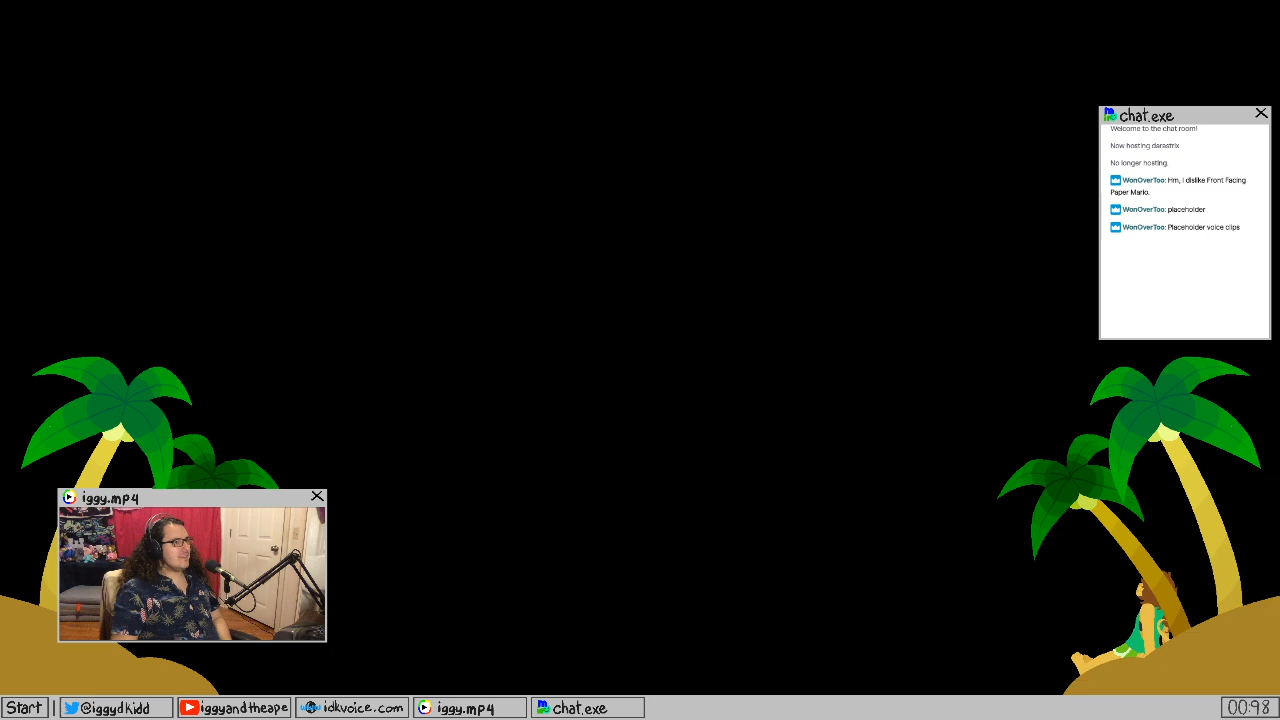 chat.exe
Welcome to the chat room!
Now hosting darastrix
No longer hosting.
WonOverToo: Hm, I dislike Front Facing
Paper Mario.
WonOverToo: placeholder
WonOverToo: Placeholder voice clips
iggy.mp4
Start | @iggydkidd iggyandtheape www idkvoice.com iggy.mp4 chat.exe 00:98